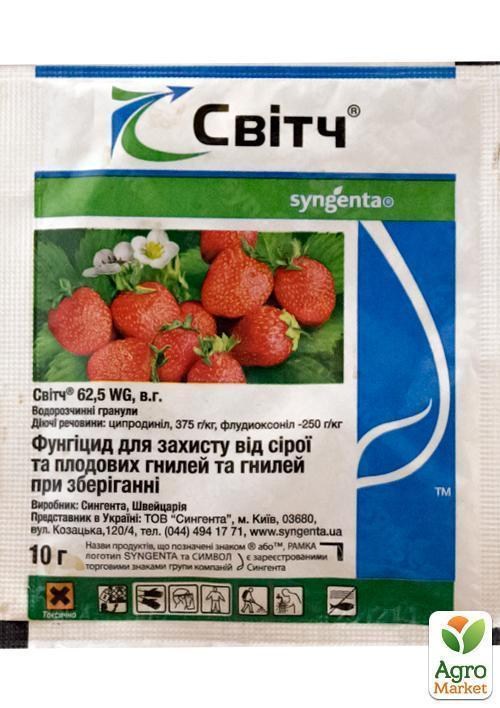 Світч®
syngenta®
Світч® 62,5 WG, в.г.
Водорозчинні гранули
Діючі речовини: ципродиніл, 375 г/кг, флудиоксоніл -250 г/кг
Фунгіцид для захисту від сірої
та плодових гнилей та гнилей
при зберіганні
Виробник: Сингента, Швейцарія
Представник в Україні: ТОВ "Сингента", м. Київ, 03680,
вул. Козацька,120/4, тел. (044) 494 17 71, www.syngenta.ua
TM
10 г
Назви продуктів, що позначені знаком ® або™, РАМКА
логотип SYNGENTA та СИМВОЛ є зареєстрованими
торговими знаками групи компаній Сингента
Токсично
Agro
Market